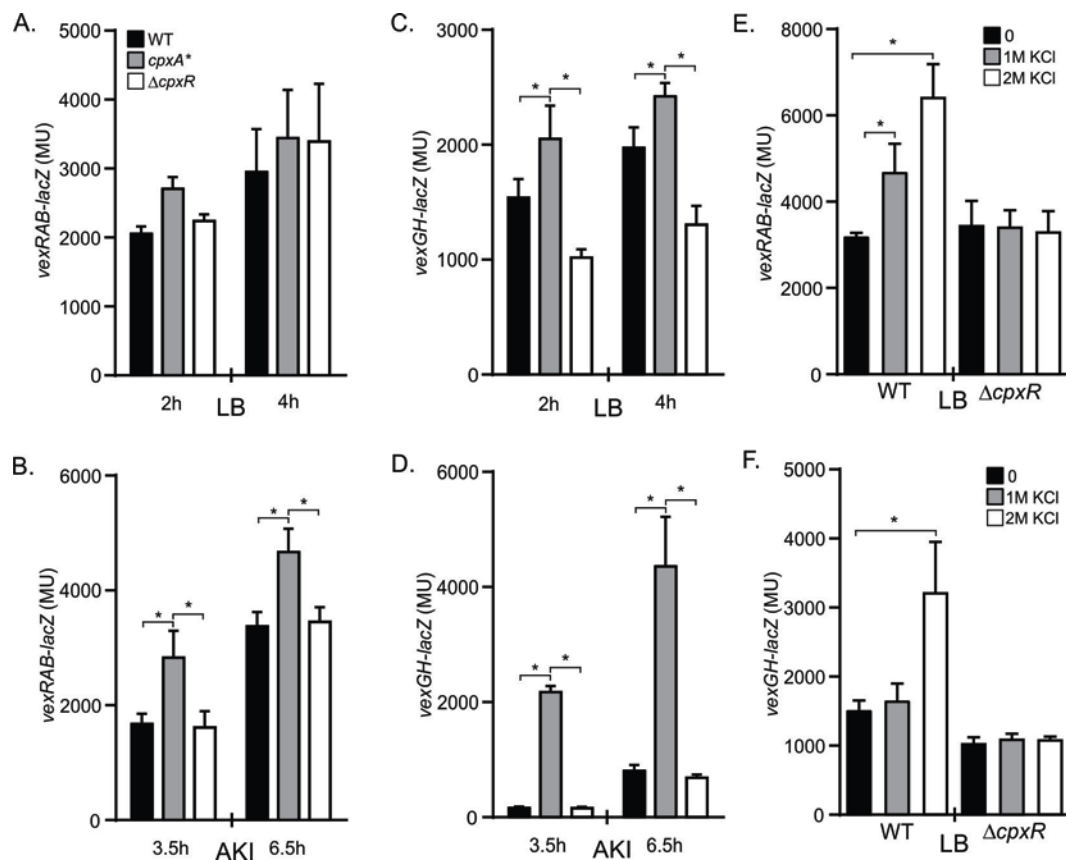 A.
WT
cpxA*
ΔcpxR
vexRAB-lacZ (MU)
5000
4000
3000
2000
1000
0
2h
LB
4h
B.
vexRAB-lacZ (MU)
6000
4000
2000
0
* *
* *
3.5h
AKI
6.5h
C.
vexGH-lacZ (MU)
3000
2000
1000
0
* *
* *
2h
LB
4h
D.
vexGH-lacZ (MU)
6000
4000
2000
0
* *
* *
3.5h
AKI
6.5h
E.
0
1M KCl
2M KCl
vexRAB-lacZ (MU)
8000
6000
4000
2000
0
*
*
WT
LB
ΔcpxR
F.
0
1M KCl
2M KCl
vexGH-lacZ (MU)
5000
4000
3000
2000
1000
0
*
WT
LB
ΔcpxR